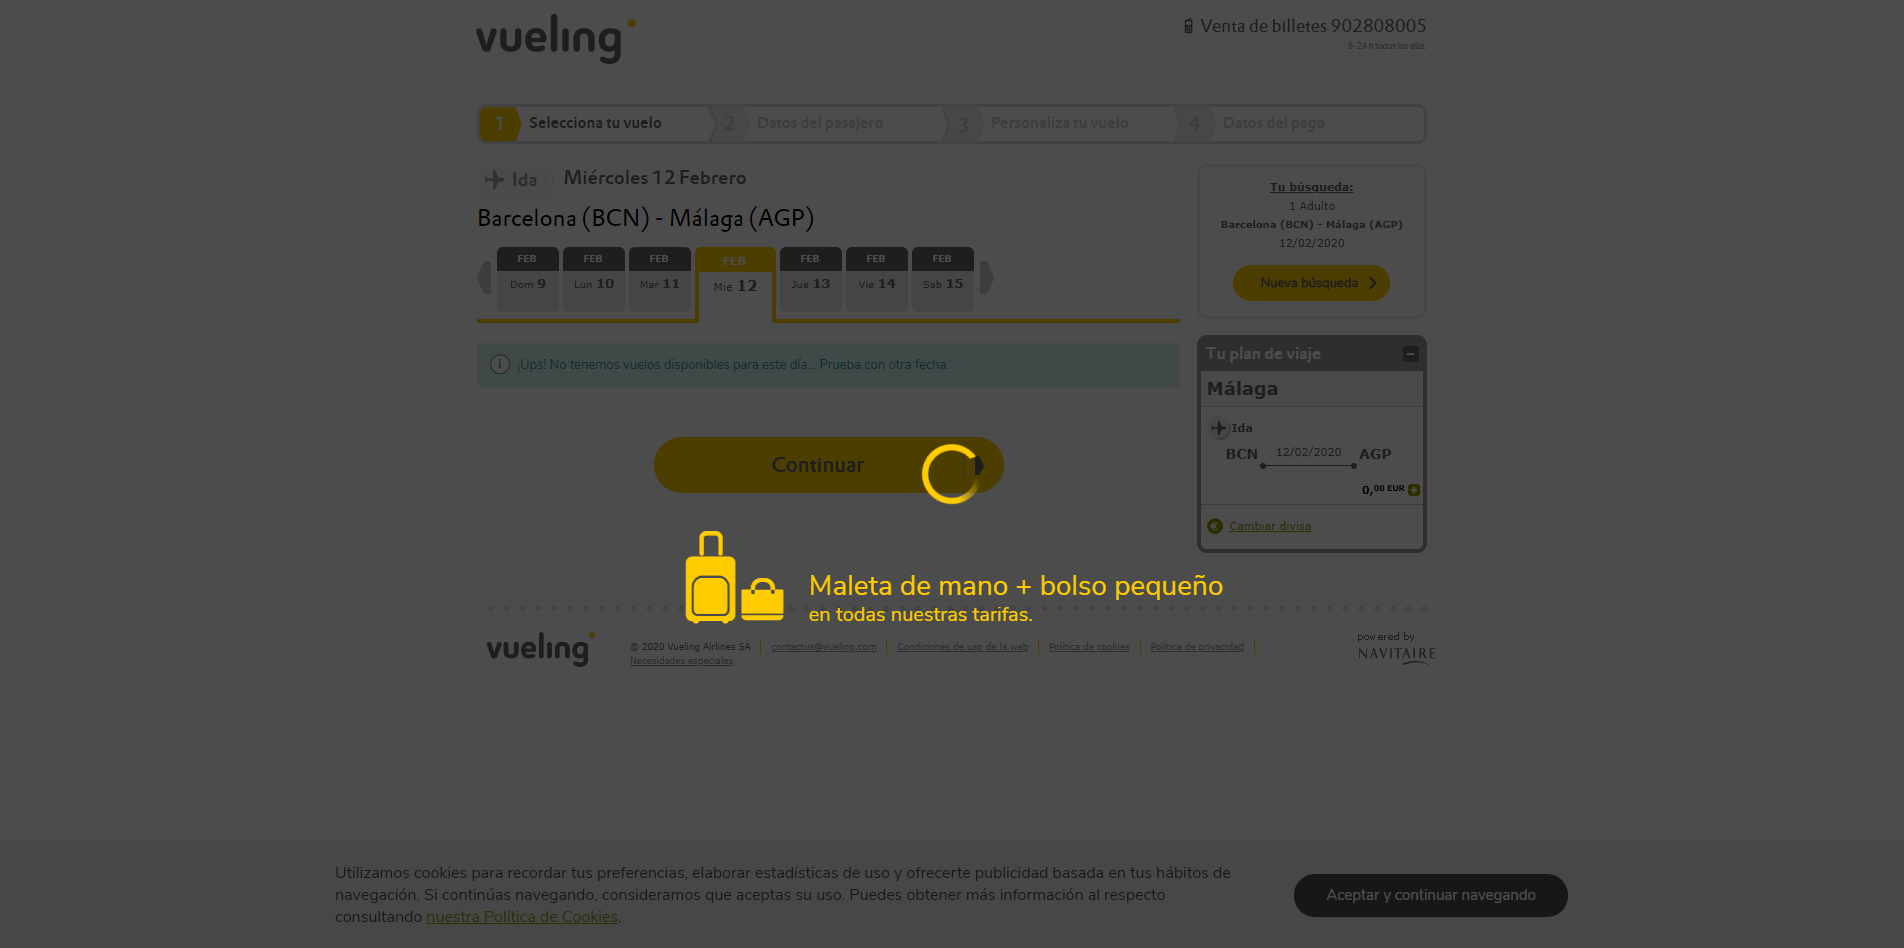 vueling
Venta de billetes 902808005
8-24 h todos los días.
1 Selecciona tu vuelo
2 Datos del pasajero
3 Personaliza tu vuelo
4 Datos del pago
Ida
Miércoles 12 Febrero
Barcelona (BCN) - Málaga (AGP)
FEB FEB FEB FEB FEB FEB FEB
Dom 9 Lun 10 Mar 11 Mie 12 Jue 13 Vie 14 Sab 15
¡Ups! No tenemos vuelos disponibles para este día... Prueba con otra fecha.
Continuar
Tu búsqueda:
1 Adulto
Barcelona (BCN) - Málaga (AGP)
12/02/2020
Nueva búsqueda
Tu plan de viaje
Málaga
Ida
BCN 12/02/2020 AGP
0,00 EUR
€ Cambiar divisa
Maleta de mano + bolso pequeño
en todas nuestras tarifas.
vueling
© 2020 Vueling Airlines SA | contactus@vueling.com | Condiciones de uso de la web | Política de cookies | Política de privacidad |
Necesidades especiales
powered by
NAVITAIRE
Utilizamos cookies para recordar tus preferencias, elaborar estadísticas de uso y ofrecerte publicidad basada en tus hábitos de
navegación. Si continúas navegando, consideramos que aceptas su uso. Puedes obtener más información al respecto
consultando nuestra Política de Cookies.
Aceptar y continuar navegando